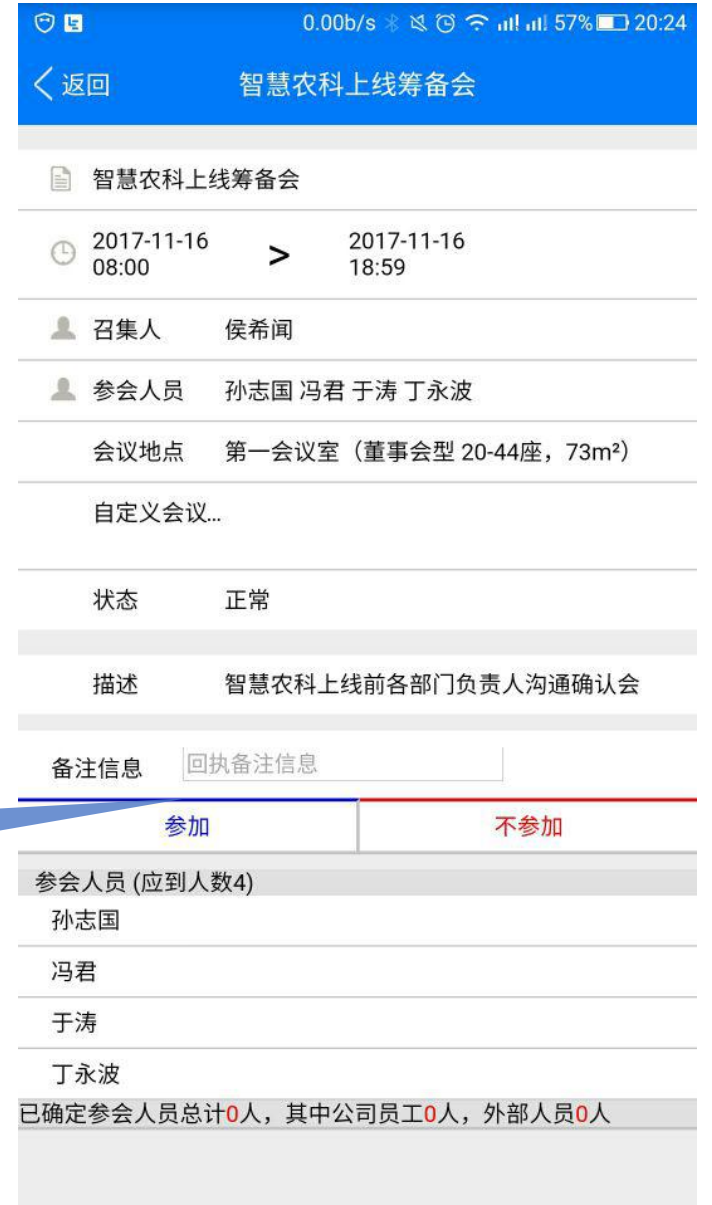 0.00b/s 57% 20:24
返回 智慧农科上线筹备会
智慧农科上线筹备会
2017-11-16 > 2017-11-16
08:00 18:59
召集人 侯希闻
参会人员 孙志国 冯君 于涛 丁永波
会议地点 第一会议室（董事会型 20-44座，73m²）
自定义会议...
状态 正常
描述 智慧农科上线前各部门负责人沟通确认会
备注信息 回执备注信息
参加 不参加
参会人员 (应到人数4)
孙志国
冯君
于涛
丁永波
已确定参会人员总计0人，其中公司员工0人，外部人员0人